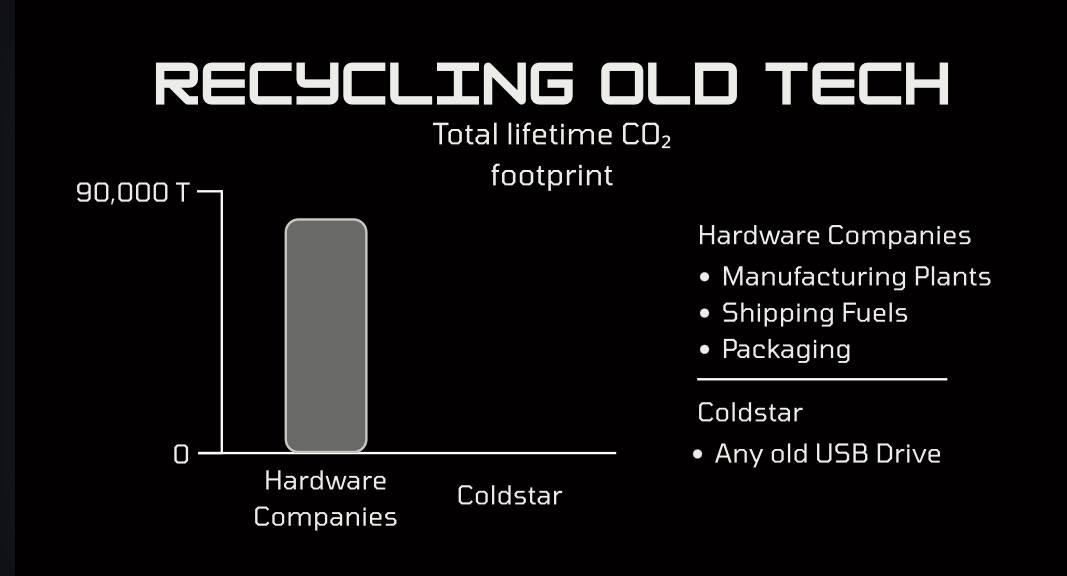 RECYCLING OLD TECH
Total lifetime CO₂
footprint
90,000 T
0
Hardware
Companies
Coldstar
Hardware Companies
• Manufacturing Plants
• Shipping Fuels
• Packaging
Coldstar
• Any old USB Drive